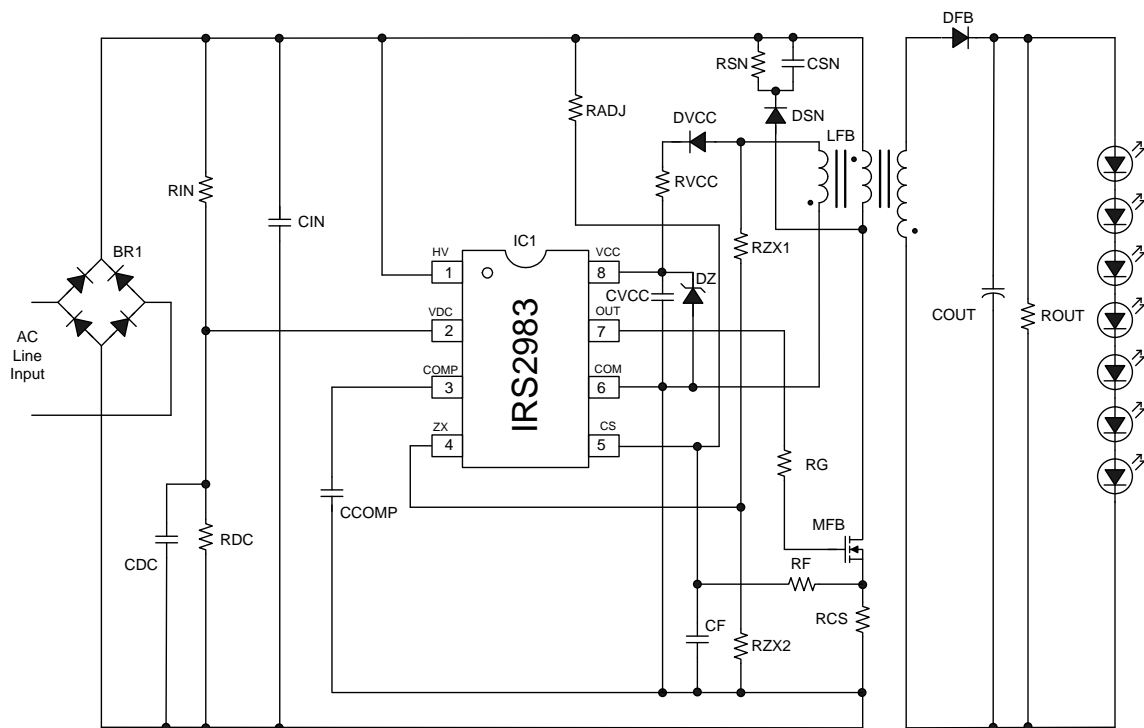 DFB
RSN
CSN
RADJ
DVCC
DSN
LFB
RIN
RVCC
CIN
BR1
IC1
RZX1
HV
VCC
1
8
DZ
CVCC
VDC
OUT
2
7
COUT
ROUT
AC
Line
Input
COMP
COM
3
6
IRS2983
ZX
CS
4
5
RG
CCOMP
MFB
RDC
CDC
RF
RCS
CF
RZX2